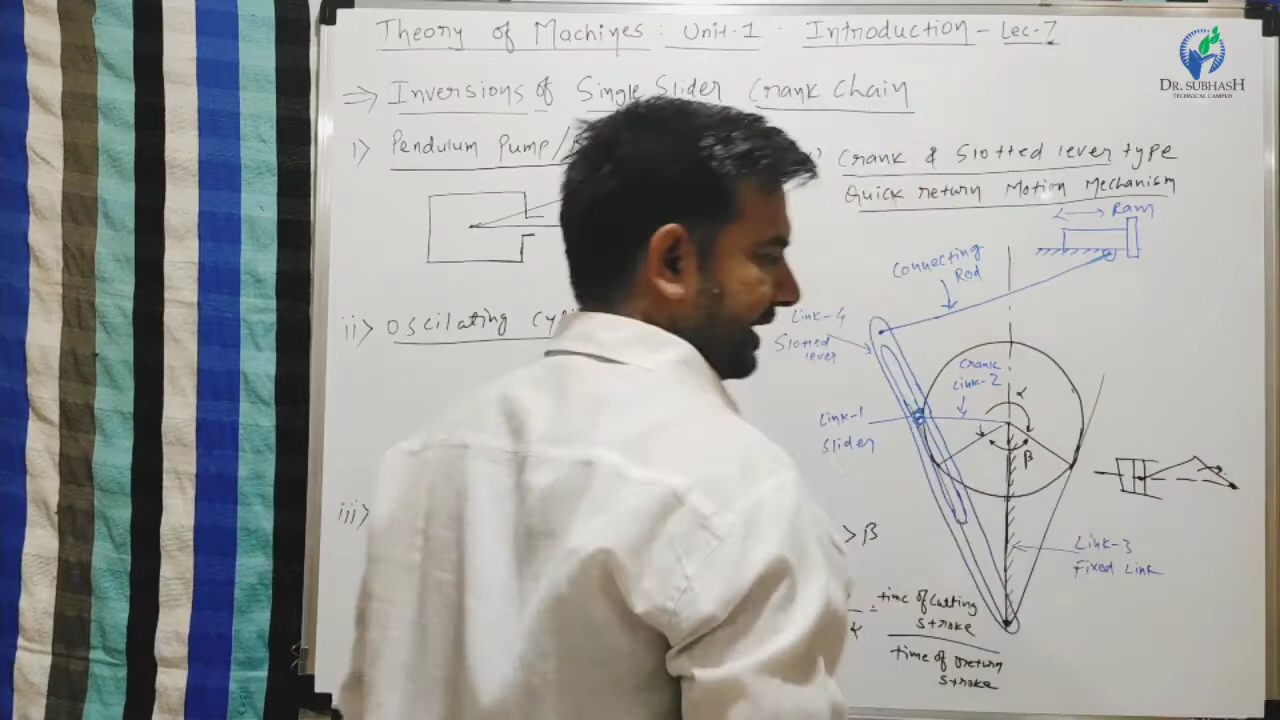 Theory of Machines : Unit-1 : Introduction - Lec-7
DR. SUBHASH
TECHNICAL CAMPUS
=> Inversions of Single Slider Crank Chain
i) Pendulum Pump/
) Crank & Slotted lever type
Quick return Motion Mechanism
Ram
Connecting
Rod
ii) Oscilating
Link-4
Slotted
lever
Crank
Link-2
α
Link-1
Slider
β
iii)
> β
Link-3
Fixed Link
= time of Cutting
stroke
time of return
stroke